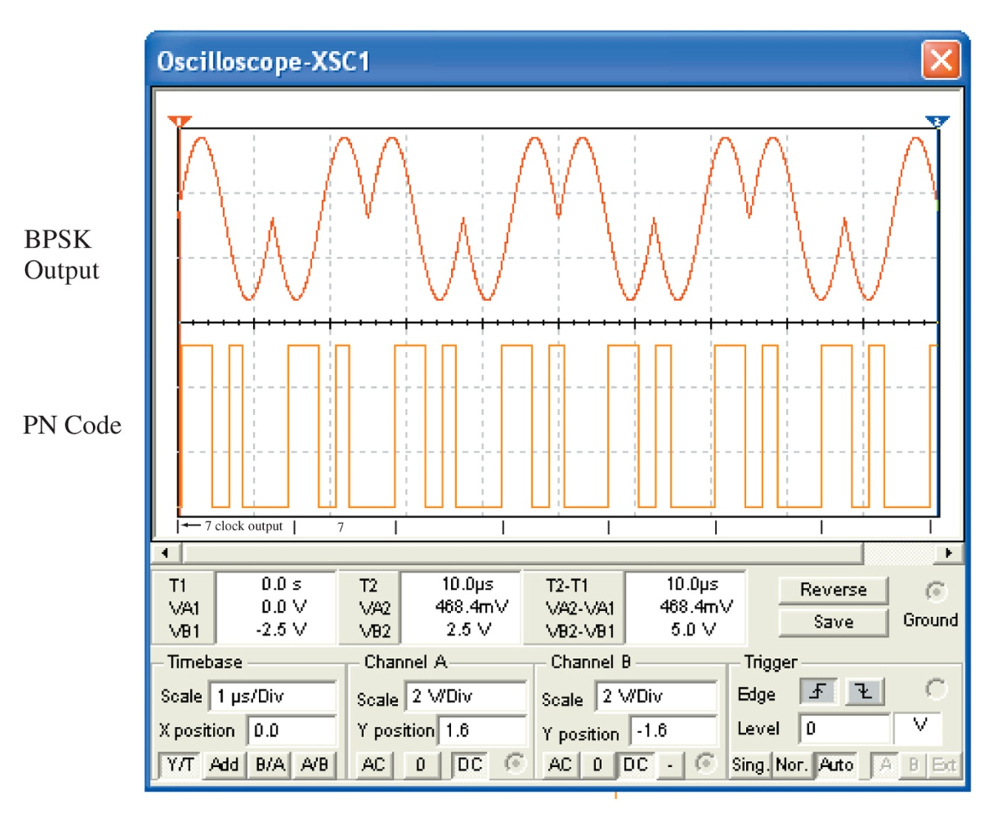 Oscilloscope-XSC1
1
2
BPSK
Output
PN Code
7 clock output
7
T1 0.0 s T2 10.0µs T2-T1 10.0µs Reverse
VA1 0.0 V VA2 468.4mV VA2-VA1 468.4mV
VB1 -2.5 V VB2 2.5 V VB2-VB1 5.0 V Save Ground
Timebase Channel A Channel B Trigger
Scale 1 µs/Div Scale 2 V/Div Scale 2 V/Div Edge
X position 0.0 Y position 1.6 Y position -1.6 Level 0 V
Y/T Add B/A A/B AC 0 DC AC 0 DC - Sing. Nor. Auto A B Ext